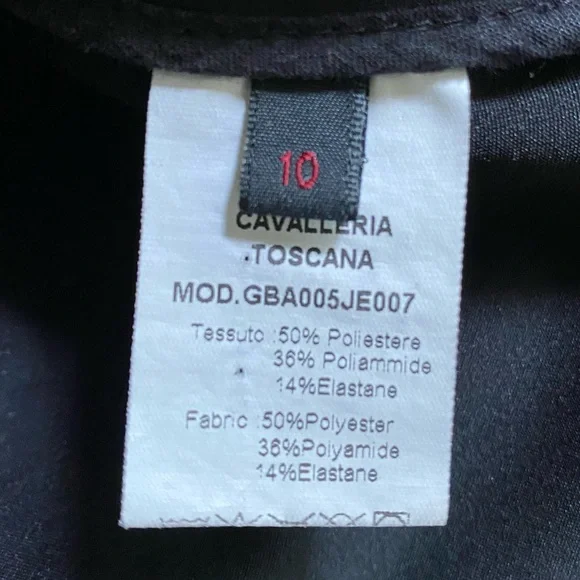 10
CAVALLERIA
TOSCANA
MOD.GBA005JE007
Tessuto :50% Poliestere
36% Poliammide
14%Elastane
Fabric :50%Polyester
36%Polyamide
14%Elastane